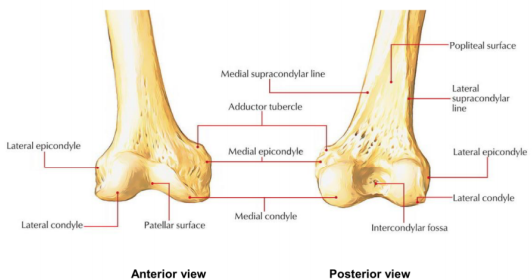 Popliteal surface
Medial supracondylar line
Lateral
supracondylar
line
Adductor tubercle
Lateral epicondyle
Medial epicondyle
Lateral epicondyle
Lateral condyle
Patellar surface
Medial condyle
Lateral condyle
Intercondylar fossa
Anterior view
Posterior view